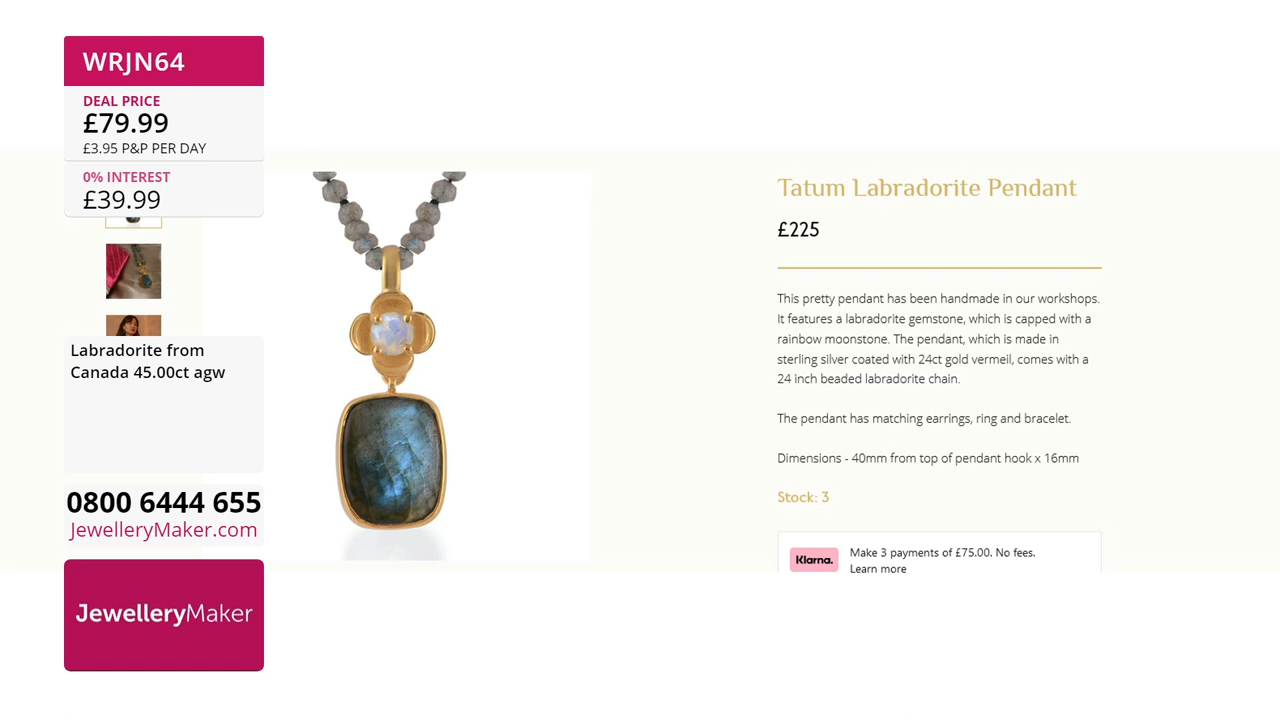 WRJN64
DEAL PRICE
£79.99
£3.95 P&P PER DAY
0% INTEREST
£39.99
Labradorite from
Canada 45.00ct agw
0800 6444 655
JewelleryMaker.com
JewelleryMaker
Tatum Labradorite Pendant
£225
This pretty pendant has been handmade in our workshops.
It features a labradorite gemstone, which is capped with a
rainbow moonstone. The pendant, which is made in
sterling silver coated with 24ct gold vermeil, comes with a
24 inch beaded labradorite chain.
The pendant has matching earrings, ring and bracelet.
Dimensions - 40mm from top of pendant hook x 16mm
Stock: 3
Klarna.
Make 3 payments of £75.00. No fees.
Learn more